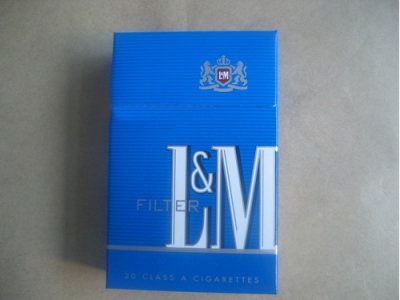 L&M
L&M
FILTER
20 CLASS A CIGARETTES